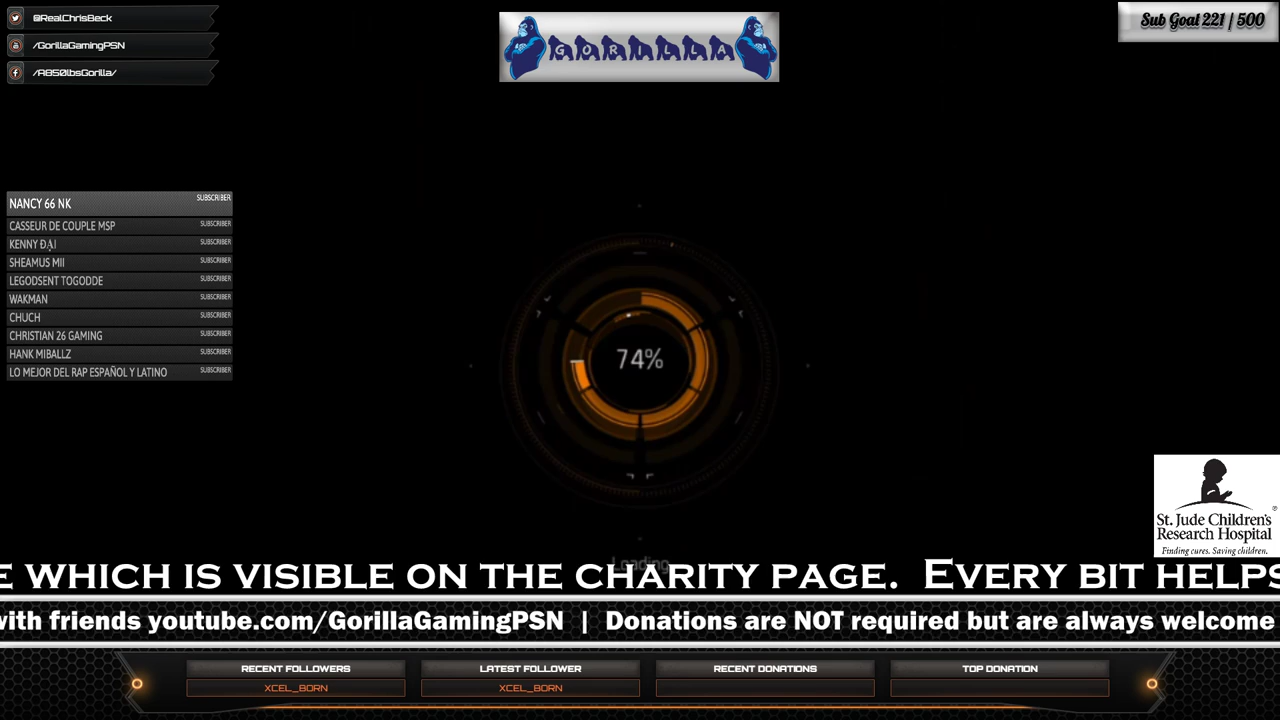 @RealChrisBeck
/GorillaGamingPSN
/A850lbsGorilla/
GORILLA
Sub Goal 221 / 500
NANCY 66 NK SUBSCRIBER
CASSEUR DE COUPLE MSP SUBSCRIBER
KENNY ĐẠI SUBSCRIBER
SHEAMUS MII SUBSCRIBER
LEGODSENT TOGODDE SUBSCRIBER
WAKMAN SUBSCRIBER
CHUCH SUBSCRIBER
CHRISTIAN 26 GAMING SUBSCRIBER
HANK MIBALLZ SUBSCRIBER
LO MEJOR DEL RAP ESPAÑOL Y LATINO SUBSCRIBER
74%
Loading
St. Jude Children's
Research Hospital
Finding cures. Saving children.
E WHICH IS VISIBLE ON THE CHARITY PAGE. EVERY BIT HELPS
with friends youtube.com/GorillaGamingPSN | Donations are NOT required but are always welcome
RECENT FOLLOWERS LATEST FOLLOWER RECENT DONATIONS TOP DONATION
XCEL_BORN XCEL_BORN